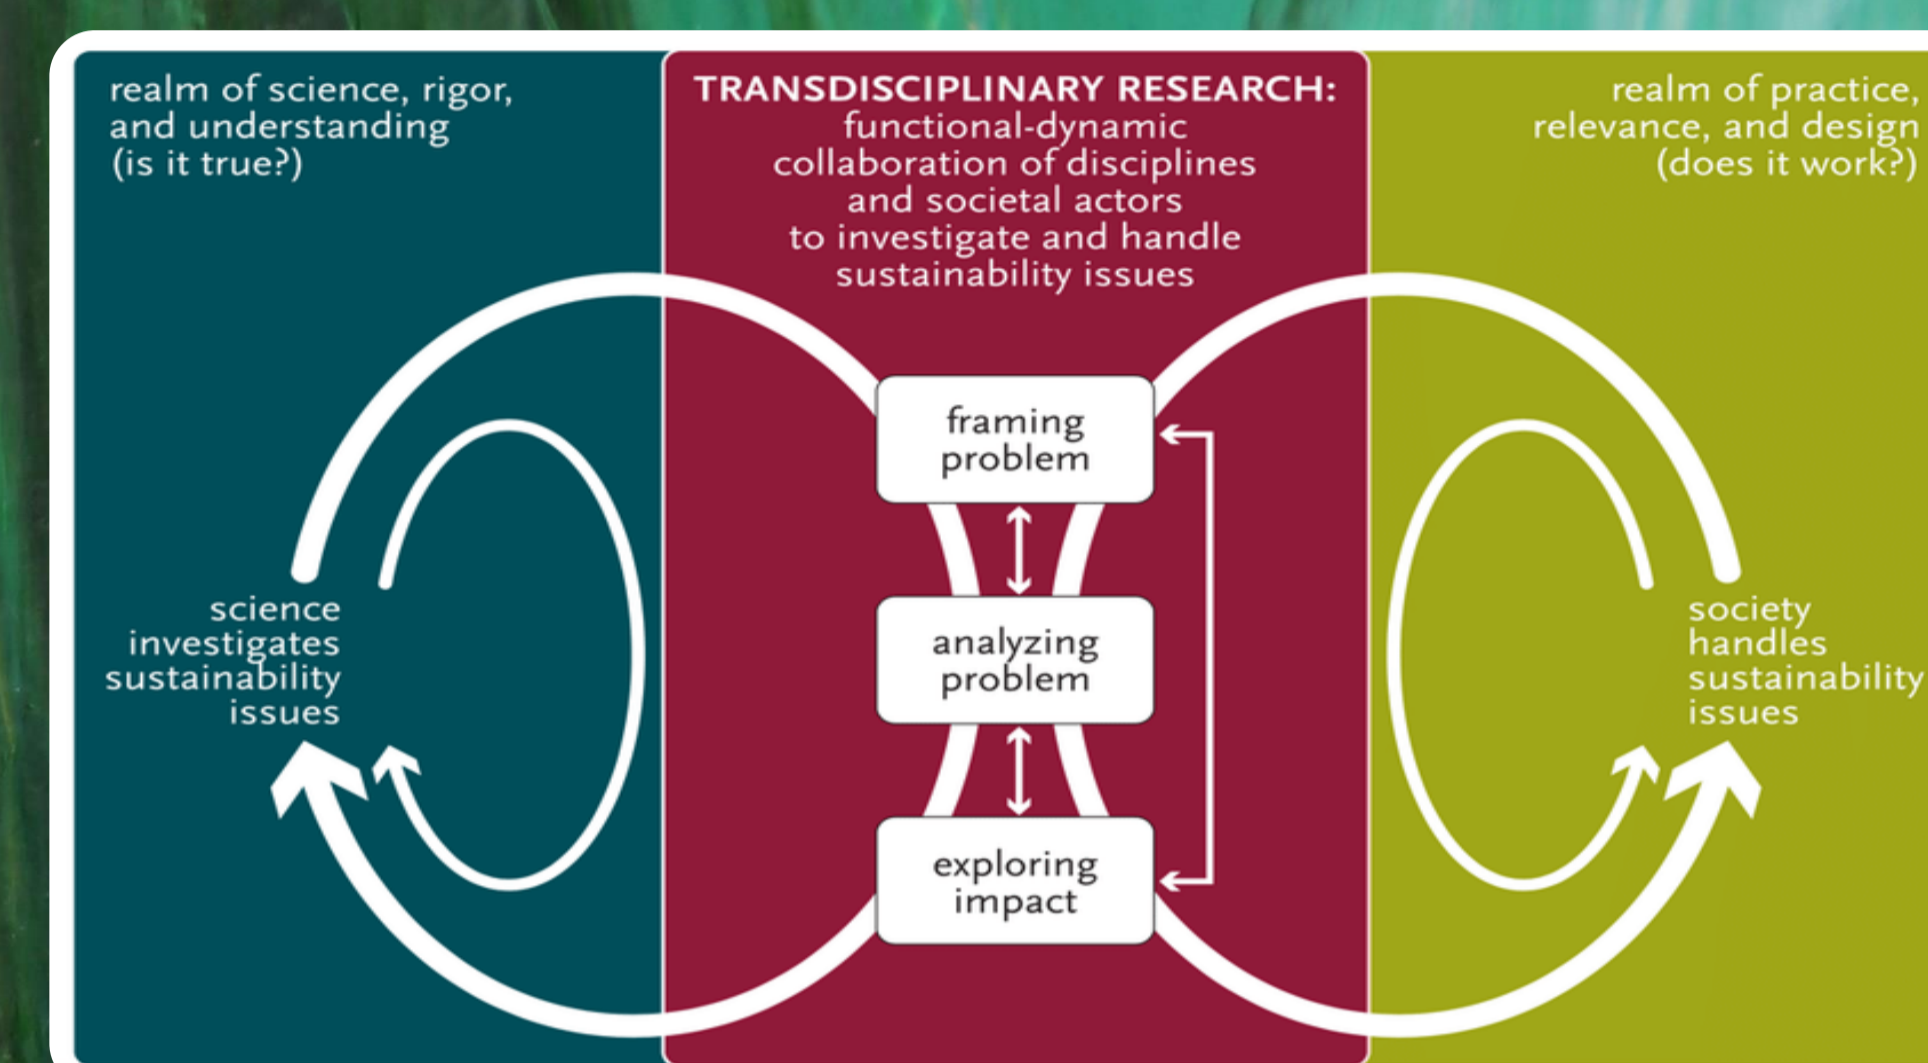 realm of science, rigor,
and understanding
(is it true?)
TRANSDISCIPLINARY RESEARCH:
functional-dynamic
collaboration of disciplines
and societal actors
to investigate and handle
sustainability issues
realm of practice,
relevance, and design
(does it work?)
framing
problem
analyzing
problem
exploring
impact
science
investigates
sustainability
issues
society
handles
sustainability
issues